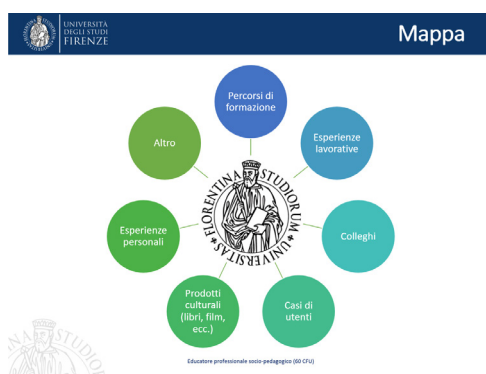 UNIVERSITÀ
DEGLI STUDI
FIRENZE
Mappa
Percorsi di
formazione
Esperienze
lavorative
Colleghi
Casi di
utenti
Prodotti
culturali
(libri, film,
ecc.)
Esperienze
personali
Altro
FLORENTINA STUDIORUM UNIVERSITAS
Educatore professionale socio-pedagogico (60 CFU)